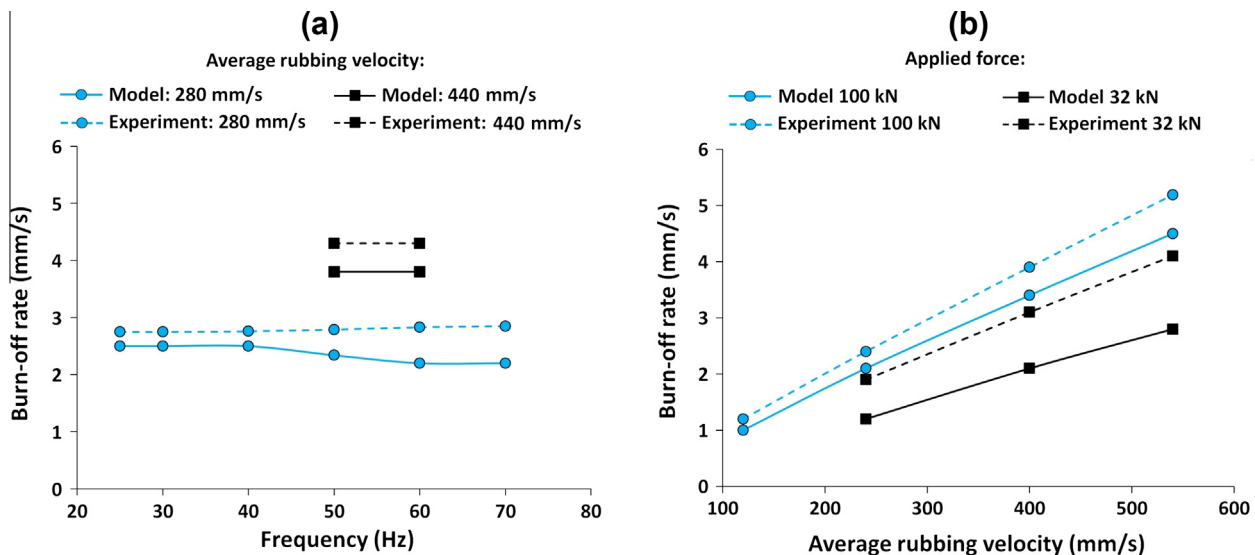 (a)
Average rubbing velocity:
Model: 280 mm/s
Model: 440 mm/s
Experiment: 280 mm/s
Experiment: 440 mm/s
6
5
4
3
2
1
0
Burn-off rate (mm/s)
20
30
40
50
60
70
80
Frequency (Hz)
(b)
Applied force:
Model 100 kN
Model 32 kN
Experiment 100 kN
Experiment 32 kN
6
5
4
3
2
1
0
Burn-off rate (mm/s)
100
200
300
400
500
600
Average rubbing velocity (mm/s)